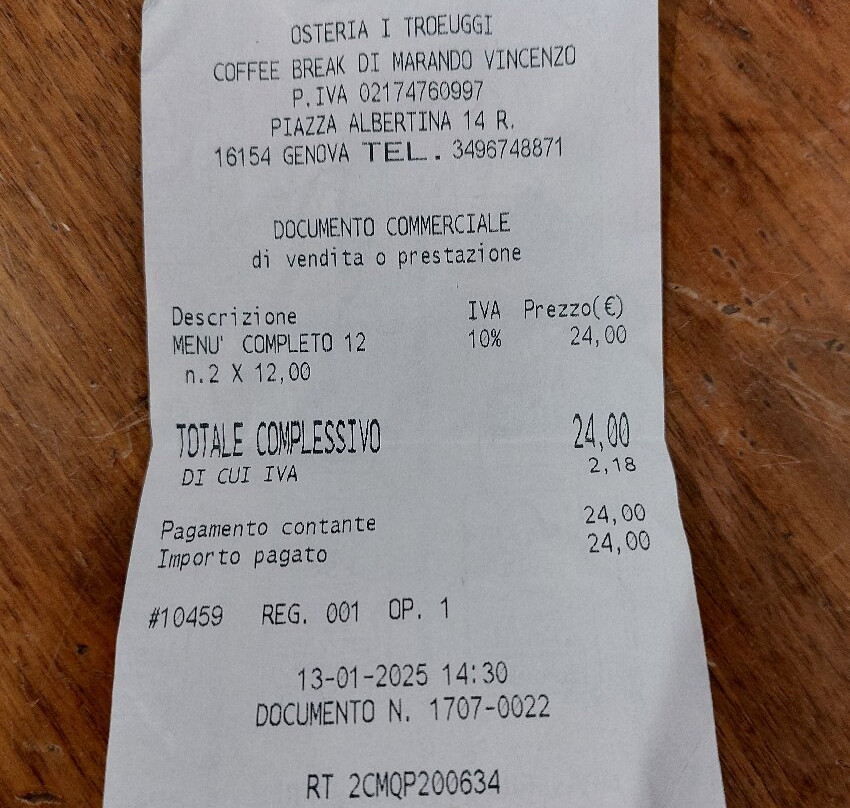 OSTERIA I TROEUGGI
COFFEE BREAK DI MARANDO VINCENZO
P.IVA 02174760997
PIAZZA ALBERTINA 14 R.
16154 GENOVA TEL. 3496748871
DOCUMENTO COMMERCIALE
di vendita o prestazione
Descrizione IVA Prezzo(€)
MENU' COMPLETO 12 10% 24,00
n.2 X 12,00
TOTALE COMPLESSIVO 24,00
DI CUI IVA 2,18
Pagamento contante 24,00
Importo pagato 24,00
#10459 REG. 001 OP. 1
13-01-2025 14:30
DOCUMENTO N. 1707-0022
RT 2CMQP200634